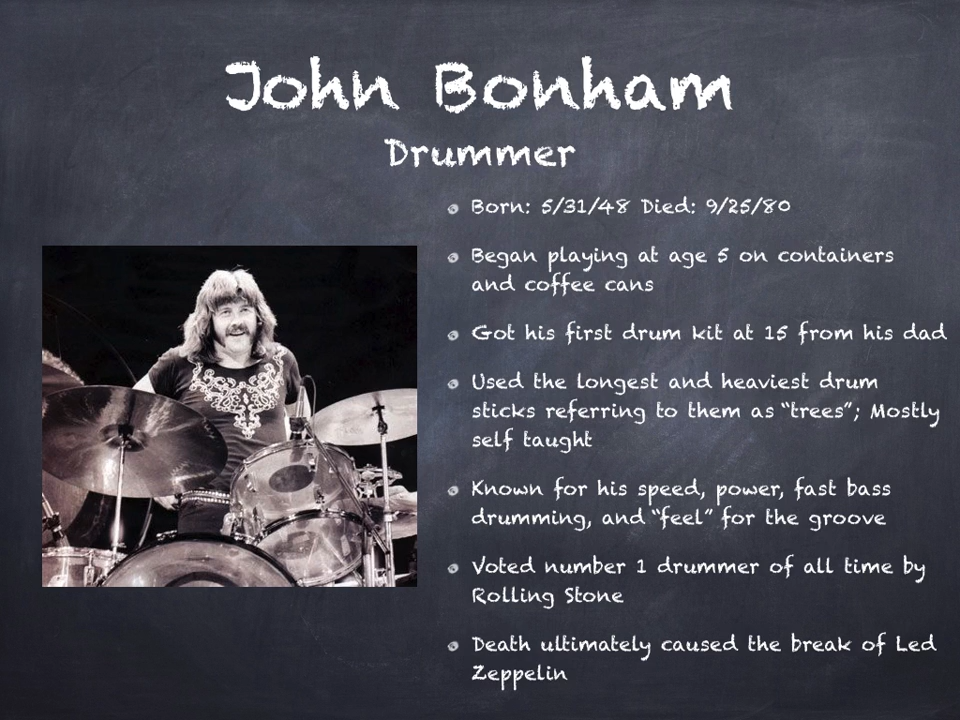 John Bonham
Drummer
Born: 5/31/48 Died: 9/25/80
Began playing at age 5 on containers
and coffee cans
Got his first drum kit at 15 from his dad
Used the longest and heaviest drum
sticks referring to them as “trees”; Mostly
self taught
Known for his speed, power, fast bass
drumming, and “feel” for the groove
Voted number 1 drummer of all time by
Rolling Stone
Death ultimately caused the break of Led
Zeppelin